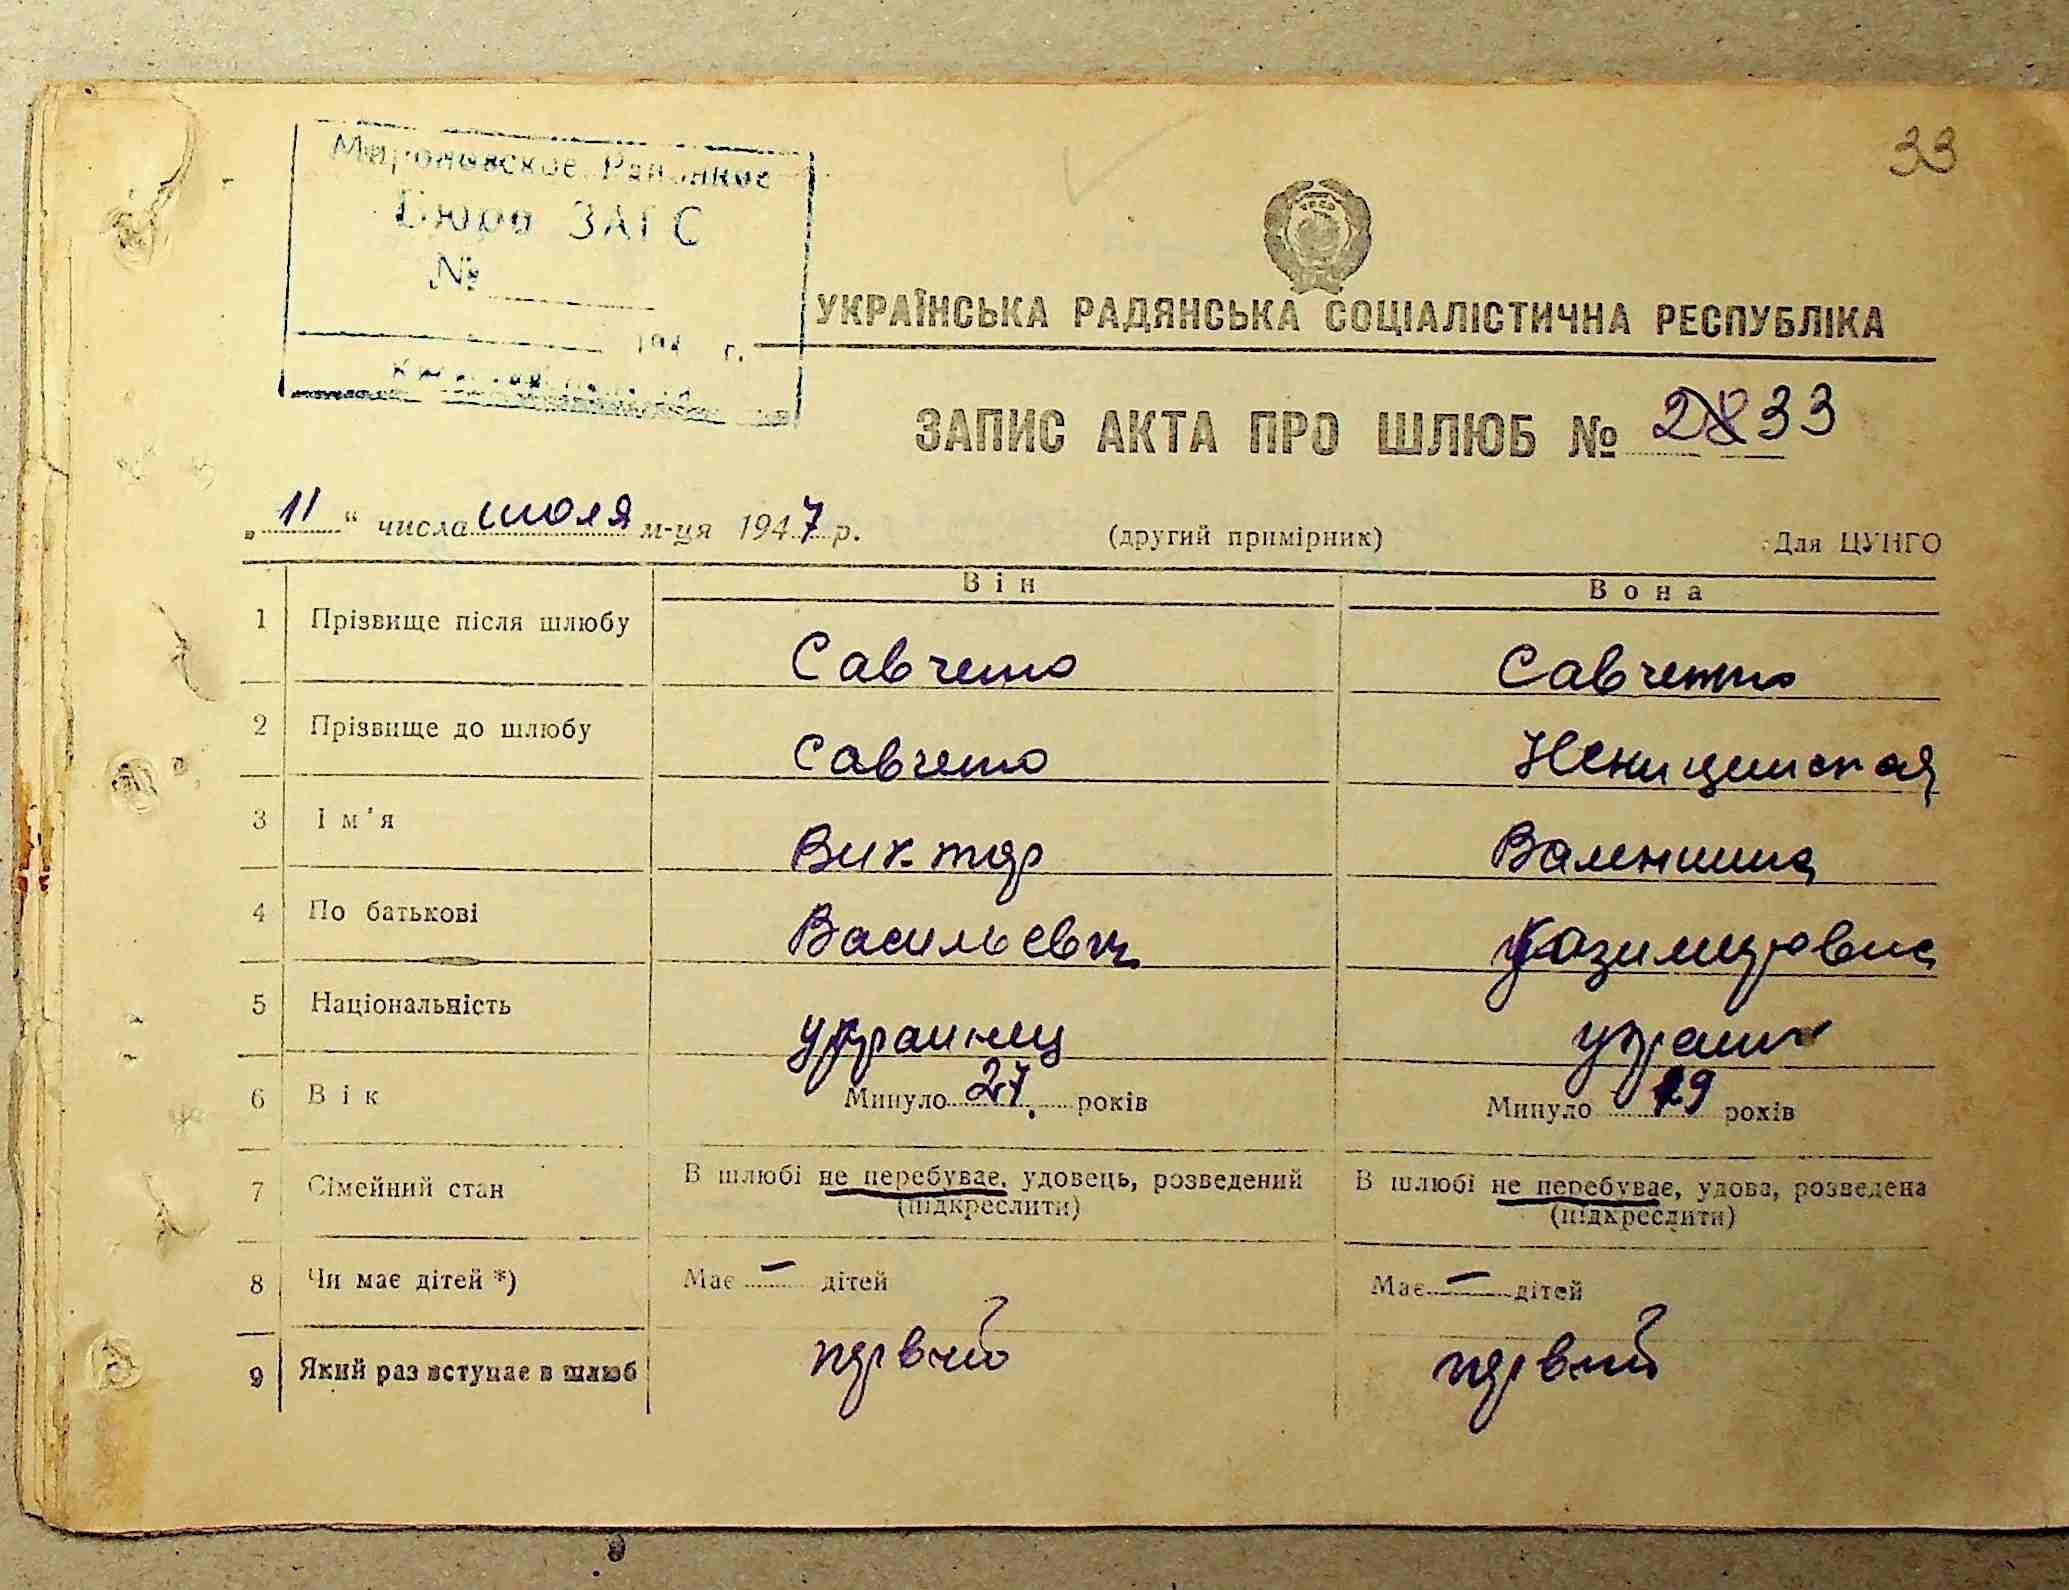 33
Мироновское Районное
Бюро ЗАГС
№
194 г.
УКРАЇНСЬКА РАДЯНСЬКА СОЦІАЛІСТИЧНА РЕСПУБЛІКА
ЗАПИС АКТА ПРО ШЛЮБ № 33
„11“ числа июля м-ця 1947 р.
(другий примірник)
Для ЦУНГО
Він Вона
1 Прізвище після шлюбу Савченко Савченко
2 Прізвище до шлюбу Савченко
3 Ім'я Виктор Валентина
4 По батькові Васильевич Казимировна
5 Національність украинец украин
6 Вік Минуло 27 років Минуло 19 років
7 Сімейний стан В шлюбі не перебуває, удовець, розведений В шлюбі не перебуває, удова, розведена
(підкреслити) (підкреслити)
8 Чи має дітей *) Має — дітей Має — дітей
9 Який раз вступає в шлюб первый первый